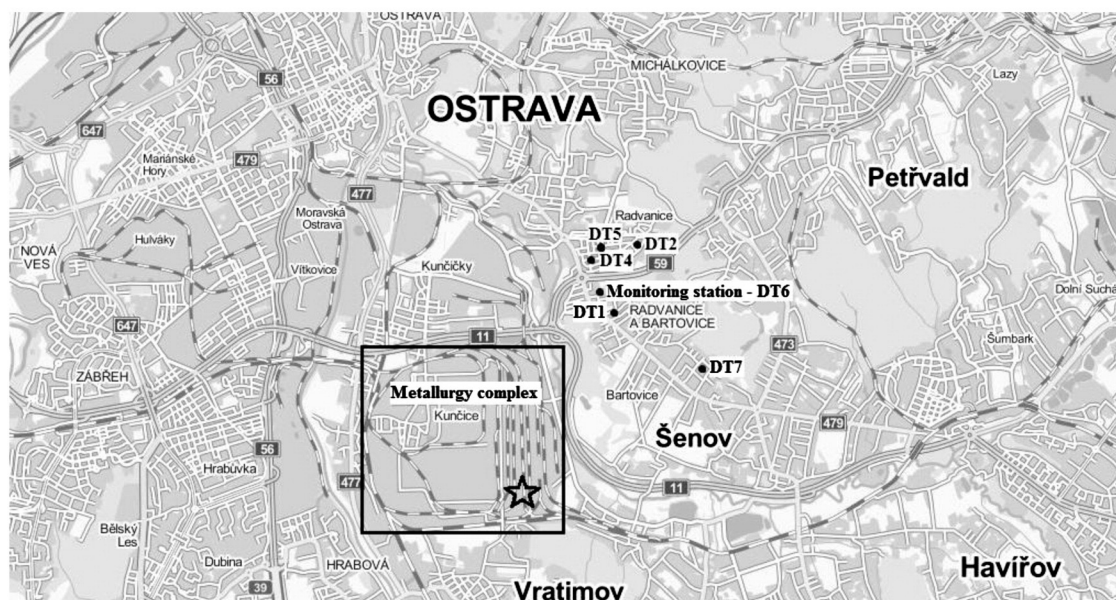 OSTRAVA
56
MICHÁLKOVICE
Lazy
OSTRAVA
647
479
Mariánské
Hory
477
Petřvald
Moravská
Ostrava
Radvanice
DT5
DT2
NOVÁ
VES
Hulváky
DT4
59
Vítkovice
Kunčičky
Monitoring station - DT6
Dolní Suchá
DT1
RADVANICE
A BARTOVICE
647
11
473
Šumbark
ZÁBŘEH
DT7
Metallurgy complex
Bartovice
Kunčice
479
Šenov
56
Hrabůvka
477
11
Bělský
Les
Dubina
HRABOVÁ
Havířov
39
Vratimov